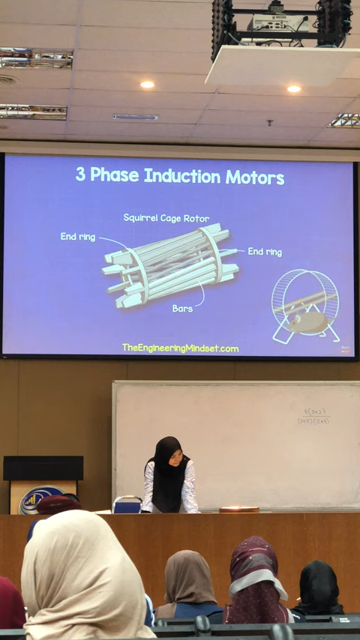 3 Phase Induction Motors
Squirrel Cage Rotor
End ring
End ring
Bars
TheEngineeringMindset.com